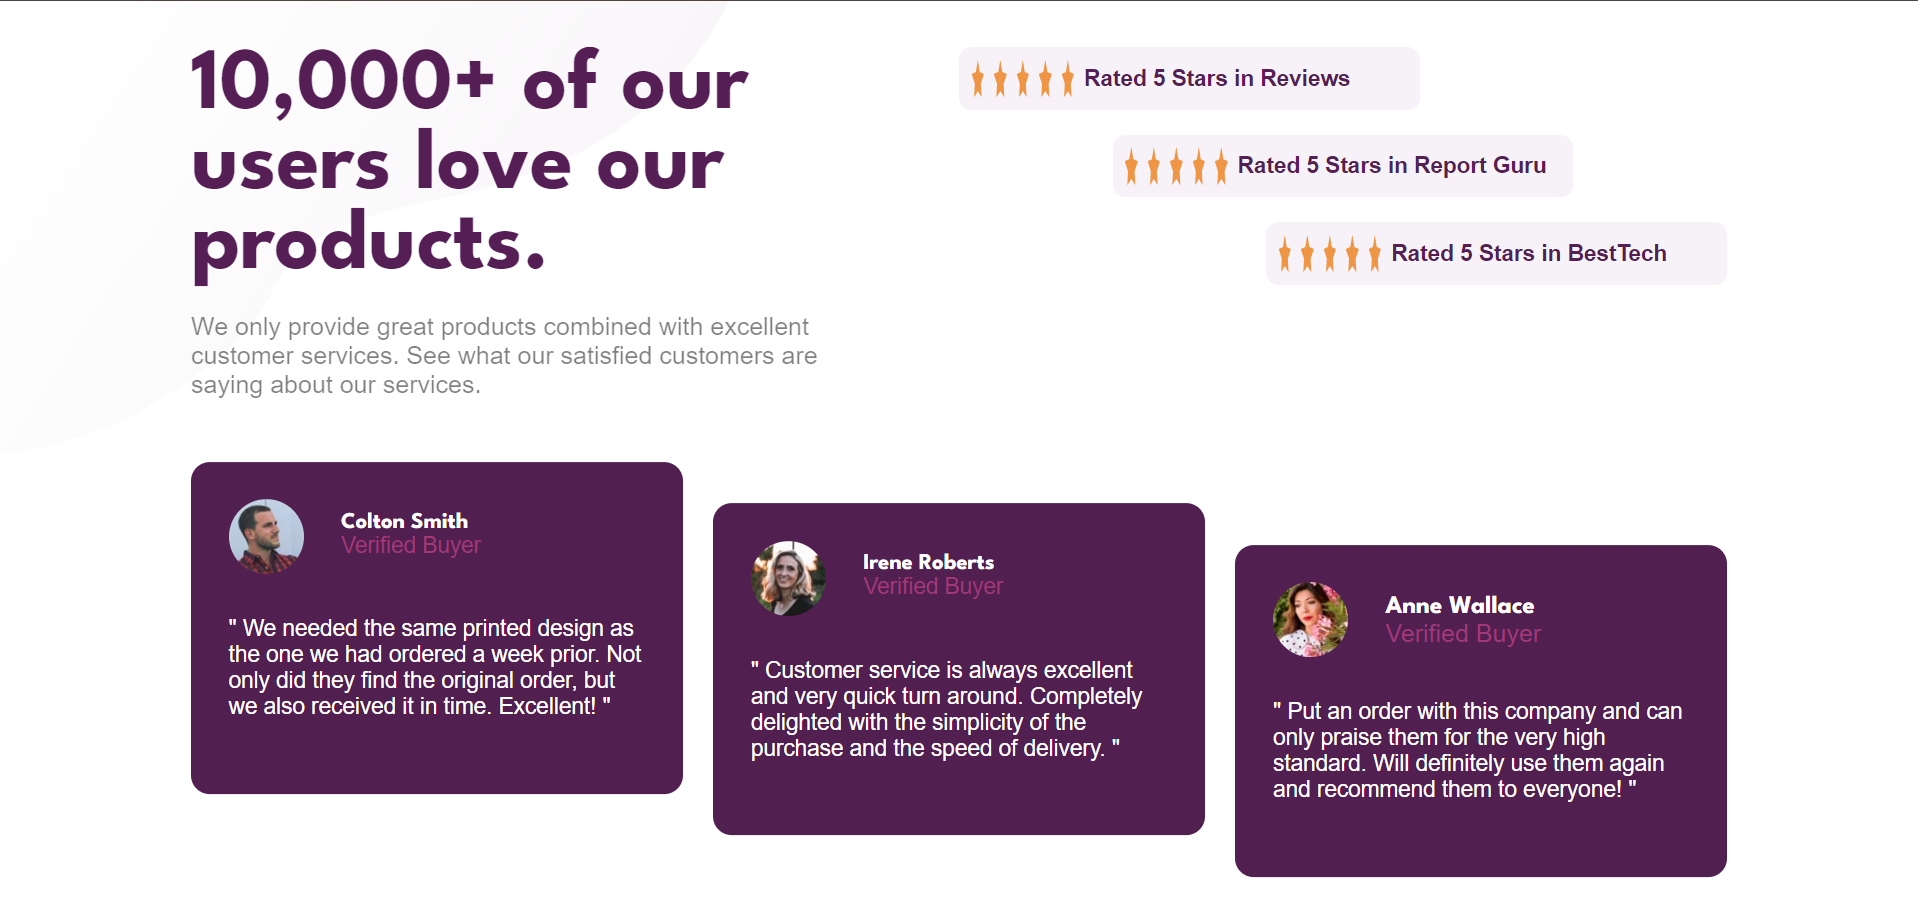 10,000+ of our
users love our
products.
We only provide great products combined with excellent
customer services. See what our satisfied customers are
saying about our services.
Rated 5 Stars in Reviews
Rated 5 Stars in Report Guru
Rated 5 Stars in BestTech
Colton Smith
Verified Buyer
" We needed the same printed design as
the one we had ordered a week prior. Not
only did they find the original order, but
we also received it in time. Excellent! "
Irene Roberts
Verified Buyer
" Customer service is always excellent
and very quick turn around. Completely
delighted with the simplicity of the
purchase and the speed of delivery. "
Anne Wallace
Verified Buyer
" Put an order with this company and can
only praise them for the very high
standard. Will definitely use them again
and recommend them to everyone! "